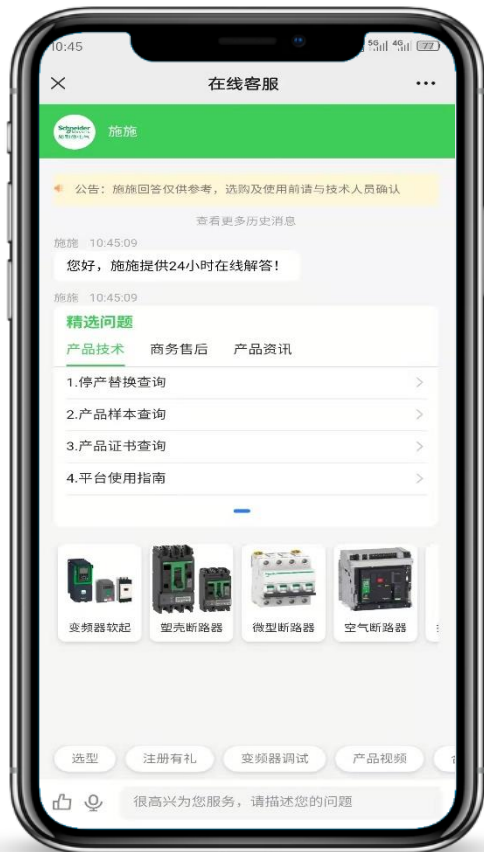 10:45
5G 4G 77
在线客服
Schneider
施施
公告：施施回答仅供参考，选购及使用前请与技术人员确认
查看更多历史消息
施施 10:45:09
您好，施施提供24小时在线解答！
施施 10:45:09
精选问题
产品技术 商务售后 产品资讯
1.停产替换查询
2.产品样本查询
3.产品证书查询
4.平台使用指南
变频器软起 塑壳断路器 微型断路器 空气断路器
选型 注册有礼 变频器调试 产品视频
很高兴为您服务，请描述您的问题